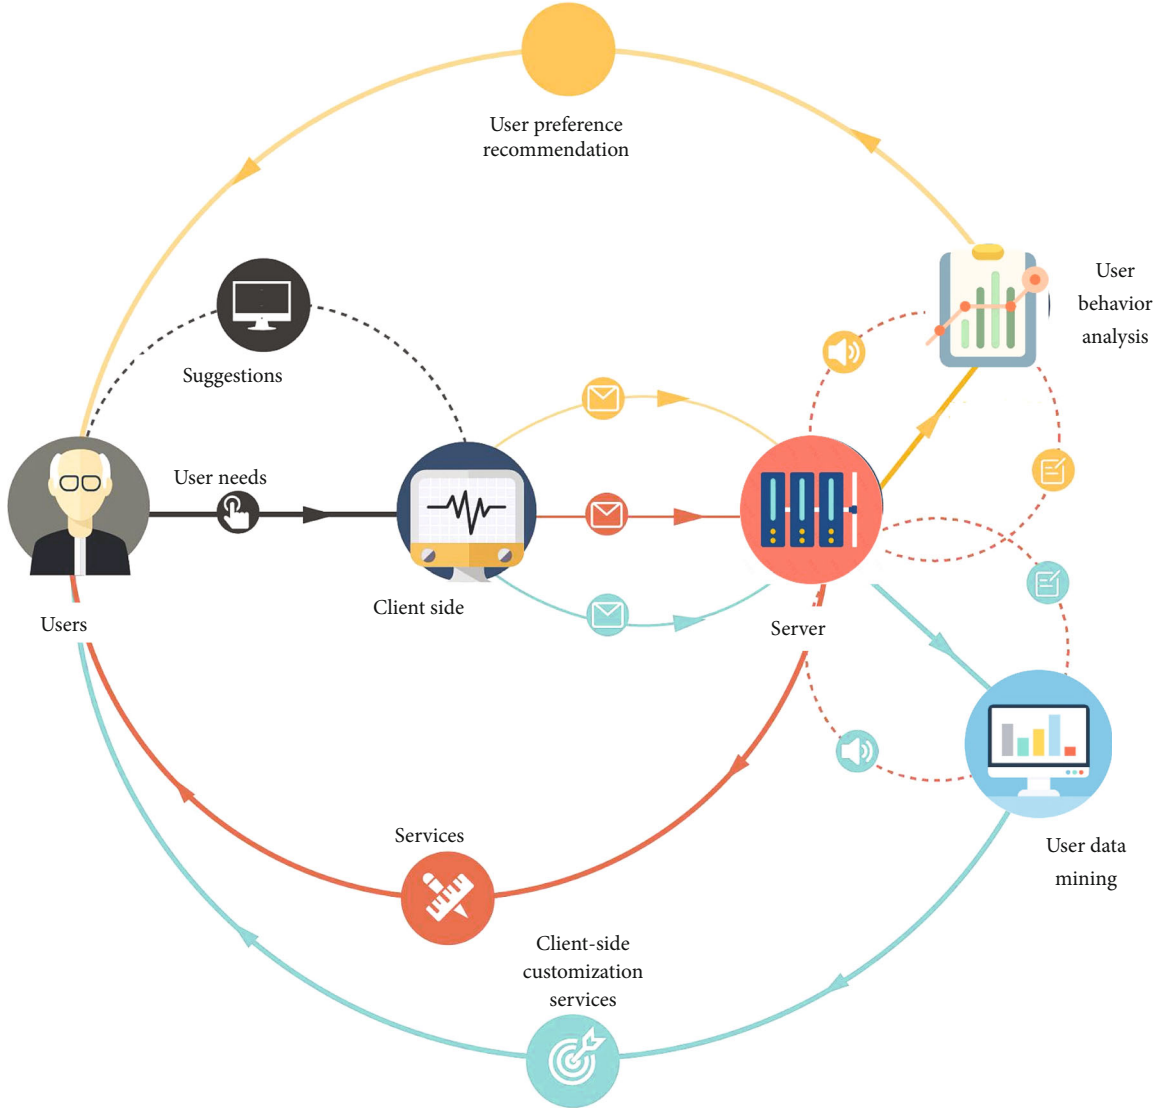 User preference
recommendation
User
behavior
analysis
Suggestions
User needs
Client side
Users
Server
Services
User data
mining
Client-side
customization
services